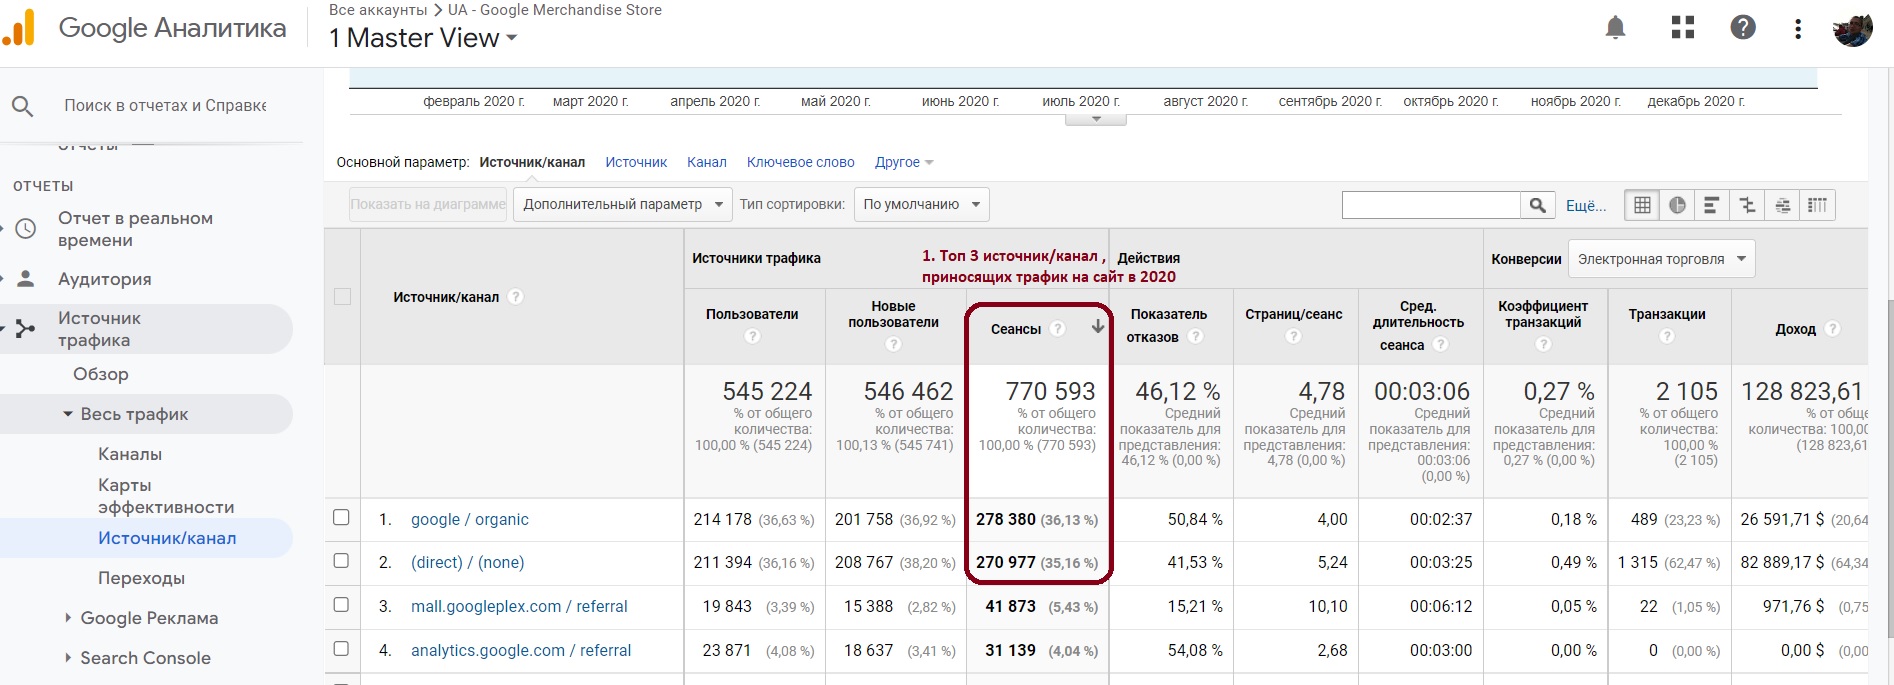 Google Аналитика
Все аккаунты > UA - Google Merchandise Store
1 Master View
Поиск в отчетах и Справке
ОТЧЕТЫ
Отчет в реальном
времени
Аудитория
Источник
трафика
Обзор
Весь трафик
Каналы
Карты
эффективности
Источник/канал
Переходы
Google Реклама
Search Console
февраль 2020 г. март 2020 г. апрель 2020 г. май 2020 г. июнь 2020 г. июль 2020 г. август 2020 г. сентябрь 2020 г. октябрь 2020 г. ноябрь 2020 г. декабрь 2020 г.
Основной параметр: Источник/канал Источник Канал Ключевое слово Другое
Показать на диаграмме Дополнительный параметр Тип сортировки: По умолчанию Ещё...
1. Топ 3 источник/канал ,
приносящих трафик на сайт в 2020
Источник/канал ?
Источники трафика
Действия
Конверсии Электронная торговля
Пользователи
?
Новые
пользователи
?
Сеансы ?
Показатель
отказов ?
Страниц/сеанс
?
Сред.
длительность
сеанса ?
Коэффициент
транзакций
?
Транзакции
?
Доход ?
545 224
% от общего
количества:
100,00 % (545 224)
546 462
% от общего
количества:
100,13 % (545 741)
770 593
% от общего
количества:
100,00 % (770 593)
46,12 %
Средний
показатель для
представления:
46,12 % (0,00 %)
4,78
Средний
показатель для
представления:
4,78 (0,00 %)
00:03:06
Средний
показатель для
представления:
00:03:06
(0,00 %)
0,27 %
Средний
показатель для
представления:
0,27 % (0,00 %)
2 105
% от общего
количества:
100,00 %
(2 105)
128 823,61
% от общ
количества: 100,00
(128 823,61
1. google / organic 214 178 (36,63 %) 201 758 (36,92 %) 278 380 (36,13 %) 50,84 % 4,00 00:02:37 0,18 % 489 (23,23 %) 26 591,71 $ (20,64
2. (direct) / (none) 211 394 (36,16 %) 208 767 (38,20 %) 270 977 (35,16 %) 41,53 % 5,24 00:03:25 0,49 % 1 315 (62,47 %) 82 889,17 $ (64,34
3. mall.googleplex.com / referral 19 843 (3,39 %) 15 388 (2,82 %) 41 873 (5,43 %) 15,21 % 10,10 00:06:12 0,05 % 22 (1,05 %) 971,76 $ (0,75
4. analytics.google.com / referral 23 871 (4,08 %) 18 637 (3,41 %) 31 139 (4,04 %) 54,08 % 2,68 00:03:00 0,00 % 0 (0,00 %) 0,00 $ (0,00